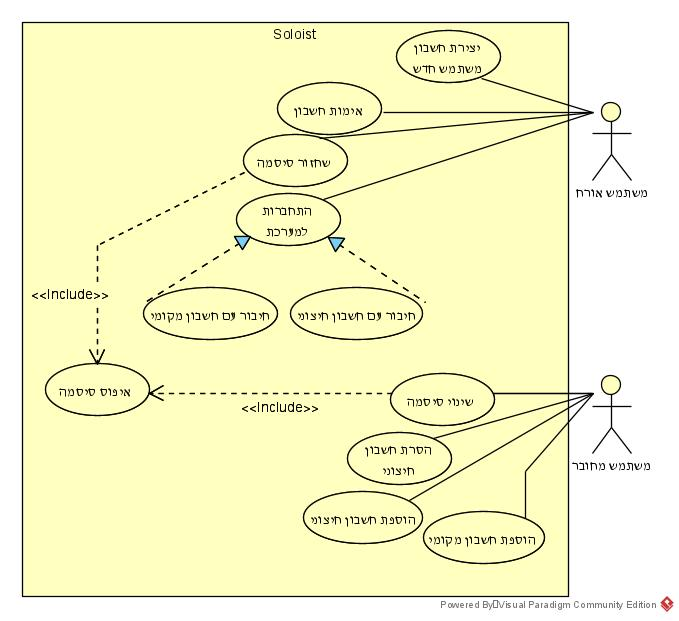 Soloist
יצירת חשבון
משתמש חדש
אימות חשבון
שחזור סיסמה
משתמש אורח
התחברות
למערכת
<<Include>>
חיבור עם חשבון מקומי
חיבור עם חשבון חיצוני
איפוס סיסמה
שינוי סיסמה
<<Include>>
הסרת חשבון
חיצוני
משתמש מחובר
הוספת חשבון חיצוני
הוספת חשבון מקומי
Powered By Visual Paradigm Community Edition